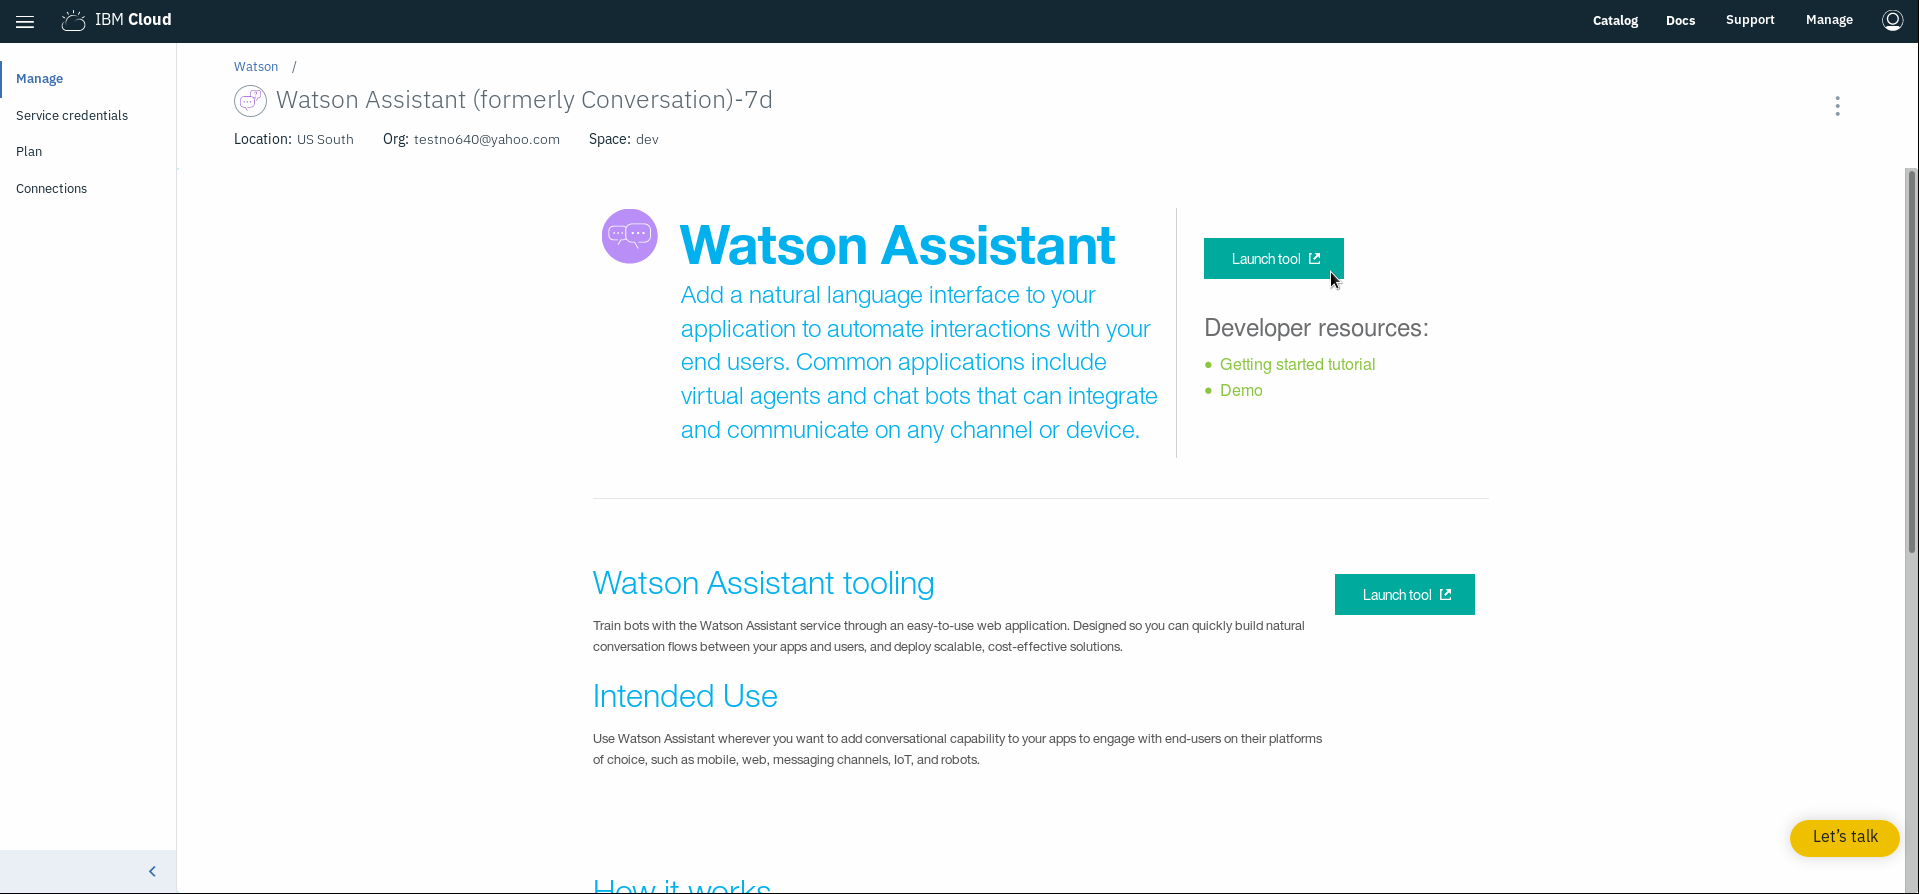 IBM Cloud
Catalog Docs Support Manage
Manage
Service credentials
Plan
Connections
Watson /
Watson Assistant (formerly Conversation)-7d
Location: US South Org: testno640@yahoo.com Space: dev
Watson Assistant
Add a natural language interface to your
application to automate interactions with your
end users. Common applications include
virtual agents and chat bots that can integrate
and communicate on any channel or device.
Launch tool
Developer resources:
• Getting started tutorial
• Demo
Watson Assistant tooling
Launch tool
Train bots with the Watson Assistant service through an easy-to-use web application. Designed so you can quickly build natural
conversation flows between your apps and users, and deploy scalable, cost-effective solutions.
Intended Use
Use Watson Assistant wherever you want to add conversational capability to your apps to engage with end-users on their platforms
of choice, such as mobile, web, messaging channels, IoT, and robots.
Let's talk
How it works